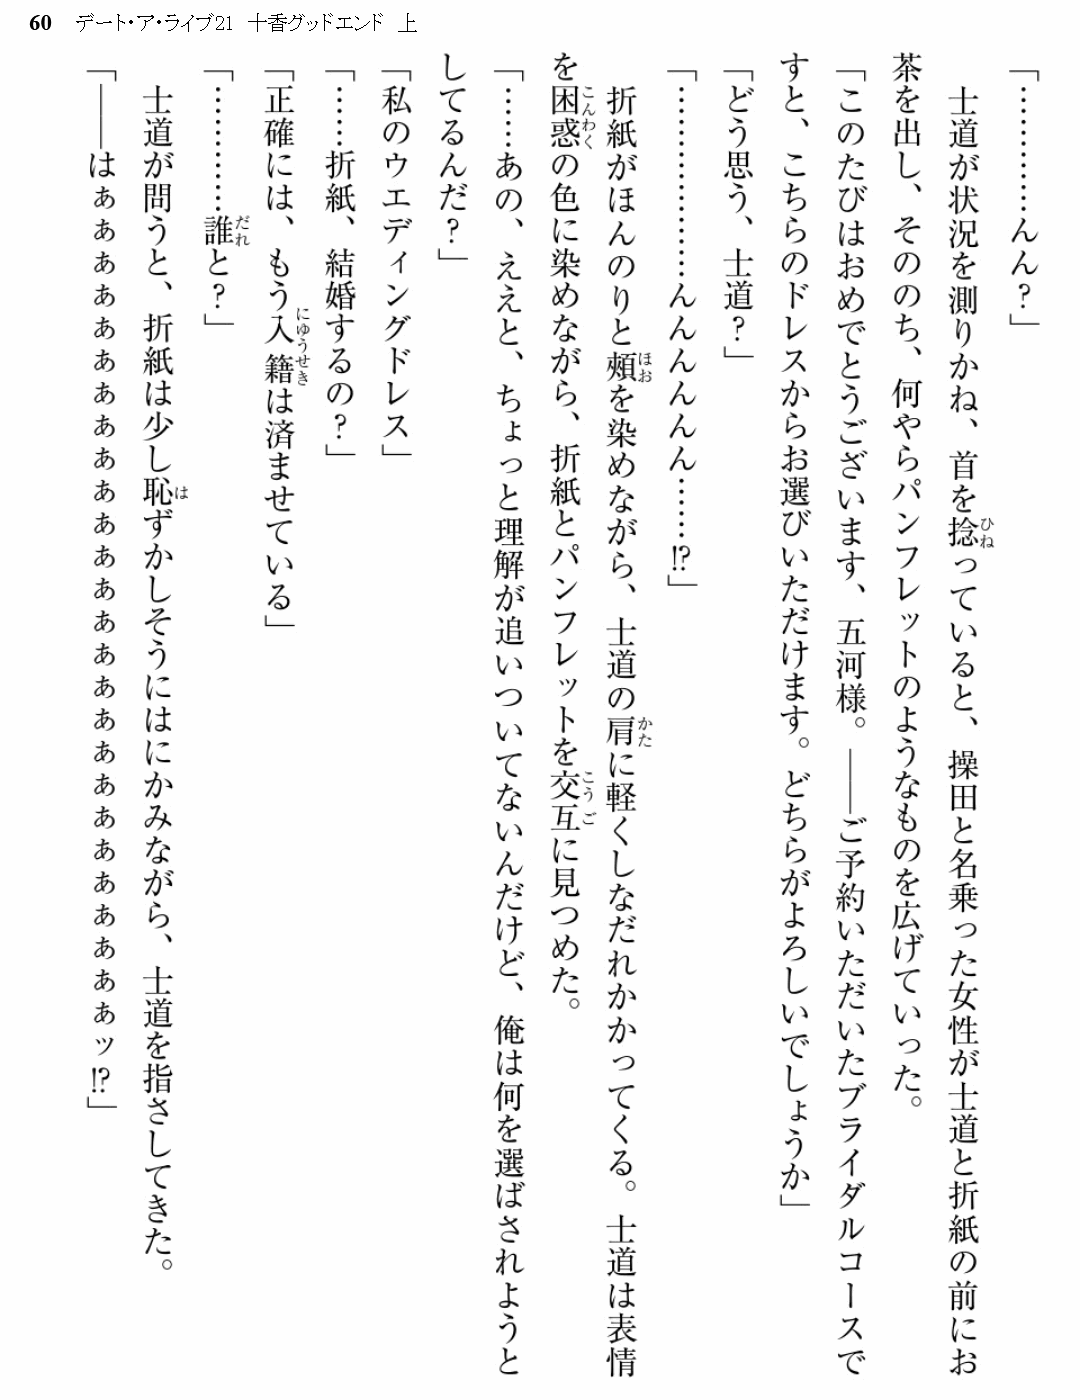 60 デート・ア・ライブ21 十香グッドエンド 上
「…………んん?」
士道が状況を測りかね、首を捻っていると、操田と名乗った女性が士道と折紙の前にお
茶を出し、そののち、何やらパンフレットのようなものを広げていった。
「このたびはおめでとうございます、五河様。――ご予約いただいたブライダルコースで
すと、こちらのドレスからお選びいただけます。どちらがよろしいでしょうか」
「どう思う、士道?」
「………………んんんんんん……!?」
折紙がほんのりと頰を染めながら、士道の肩に軽くしなだれかかってくる。士道は表情
を困惑の色に染めながら、折紙とパンフレットを交互に見つめた。
「……あの、ええと、ちょっと理解が追いついてないんだけど、俺は何を選ばされようと
してるんだ?」
「私のウエディングドレス」
「……折紙、結婚するの?」
「正確には、もう入籍は済ませている」
「…………誰と?」
士道が問うと、折紙は少し恥ずかしそうにはにかみながら、士道を指さしてきた。
「――はぁぁぁぁぁぁぁぁぁぁぁぁぁぁぁぁぁぁぁぁぁぁぁぁぁぁッ!?」